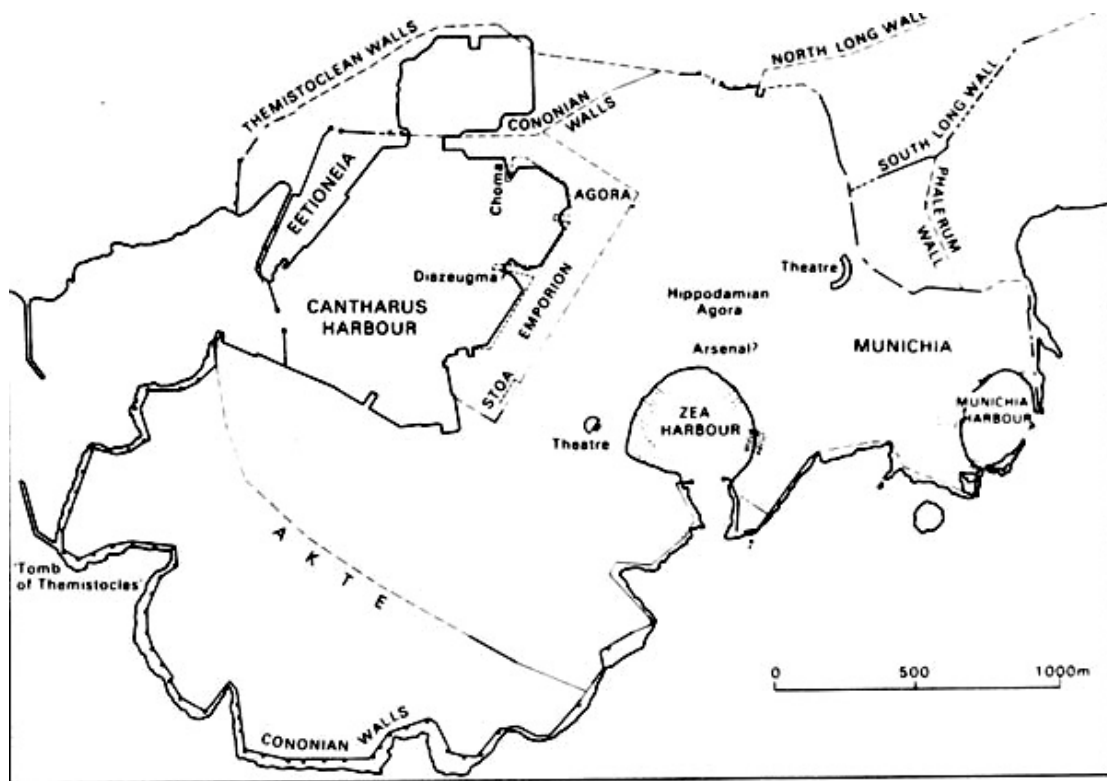 THEMISTOCLEAN WALLS
NORTH LONG WALL
CONONIAN
WALLS
SOUTH LONG WALL
PHALERUM
WALL
EETIONEIA
Choma
AGORA
Diazeugma
EMPORION
CANTHARUS
HARBOUR
STOA
Theatre
Hippodamian
Agora
Arsenal?
MUNICHIA
ZEA
HARBOUR
MUNICHIA
HARBOUR
Theatre
AKTE
'Tomb
of Themistocles'
CONONIAN WALLS
0 500 1000m